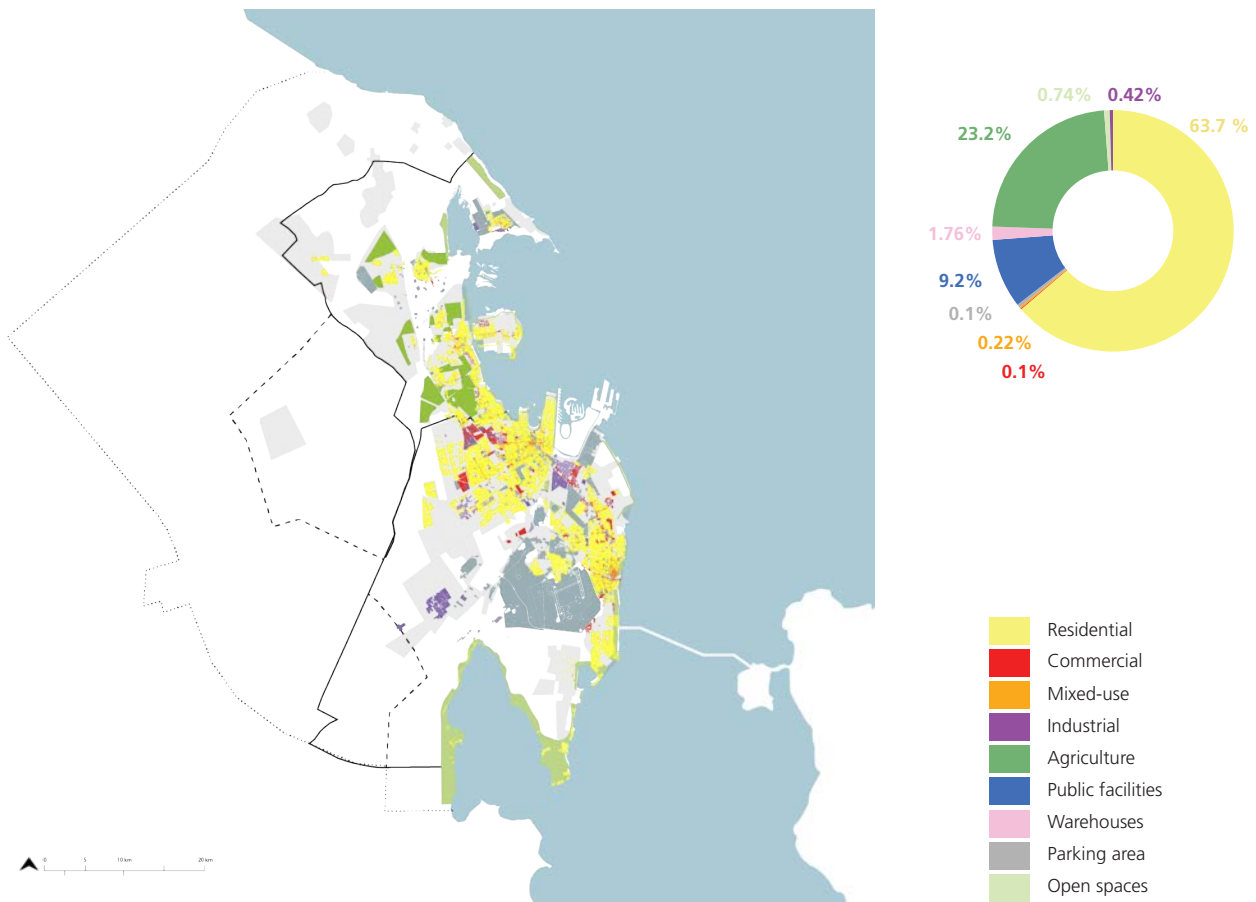 0.74%
0.42%
23.2%
63.7 %
1.76%
9.2%
0.1%
0.22%
0.1%
Residential
Commercial
Mixed-use
Industrial
Agriculture
Public facilities
Warehouses
Parking area
Open spaces
0 5 10 km 20 km